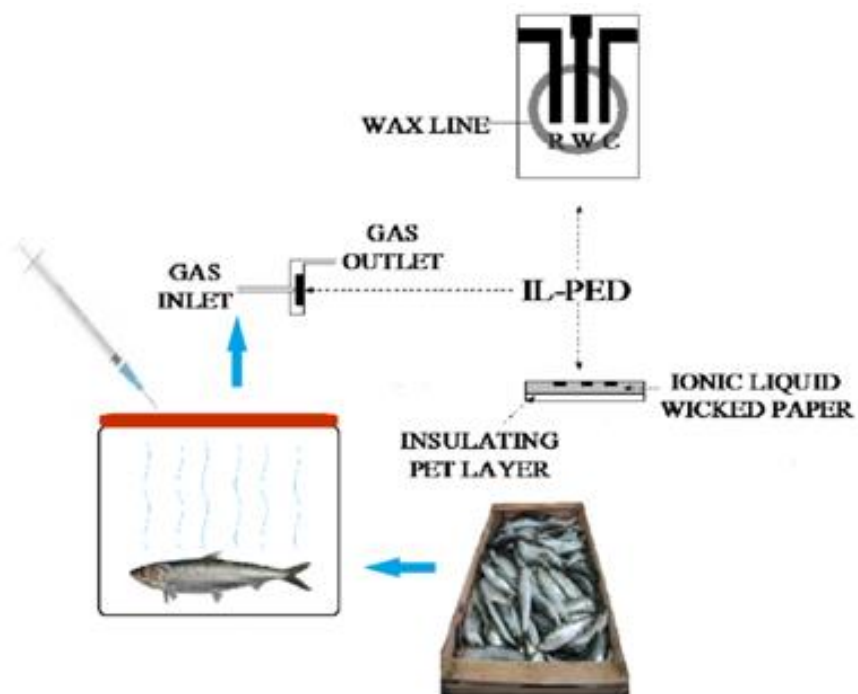 WAX LINE
R W C
GAS
OUTLET
GAS
INLET
IL-PED
IONIC LIQUID
WICKED PAPER
INSULATING
PET LAYER